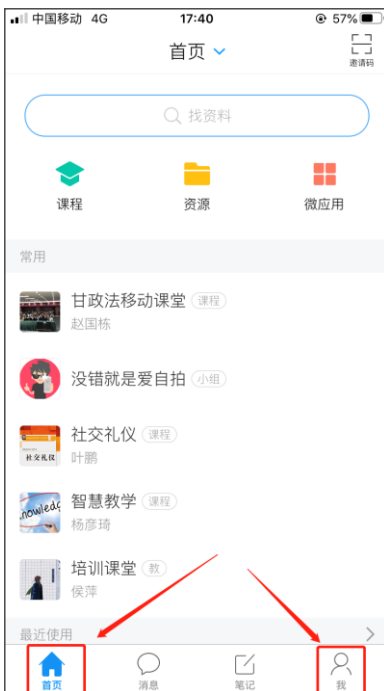 中国移动 4G 17:40 57%
首页
邀请码
找资料
课程 资源 微应用
常用
甘政法移动课堂 课程
赵国栋
没错就是爱自拍 小组
社交礼仪 课程
叶鹏
社交礼仪
智慧教学 课程
杨彦琦
培训课堂 教
侯萍
最近使用
首页 消息 笔记 我